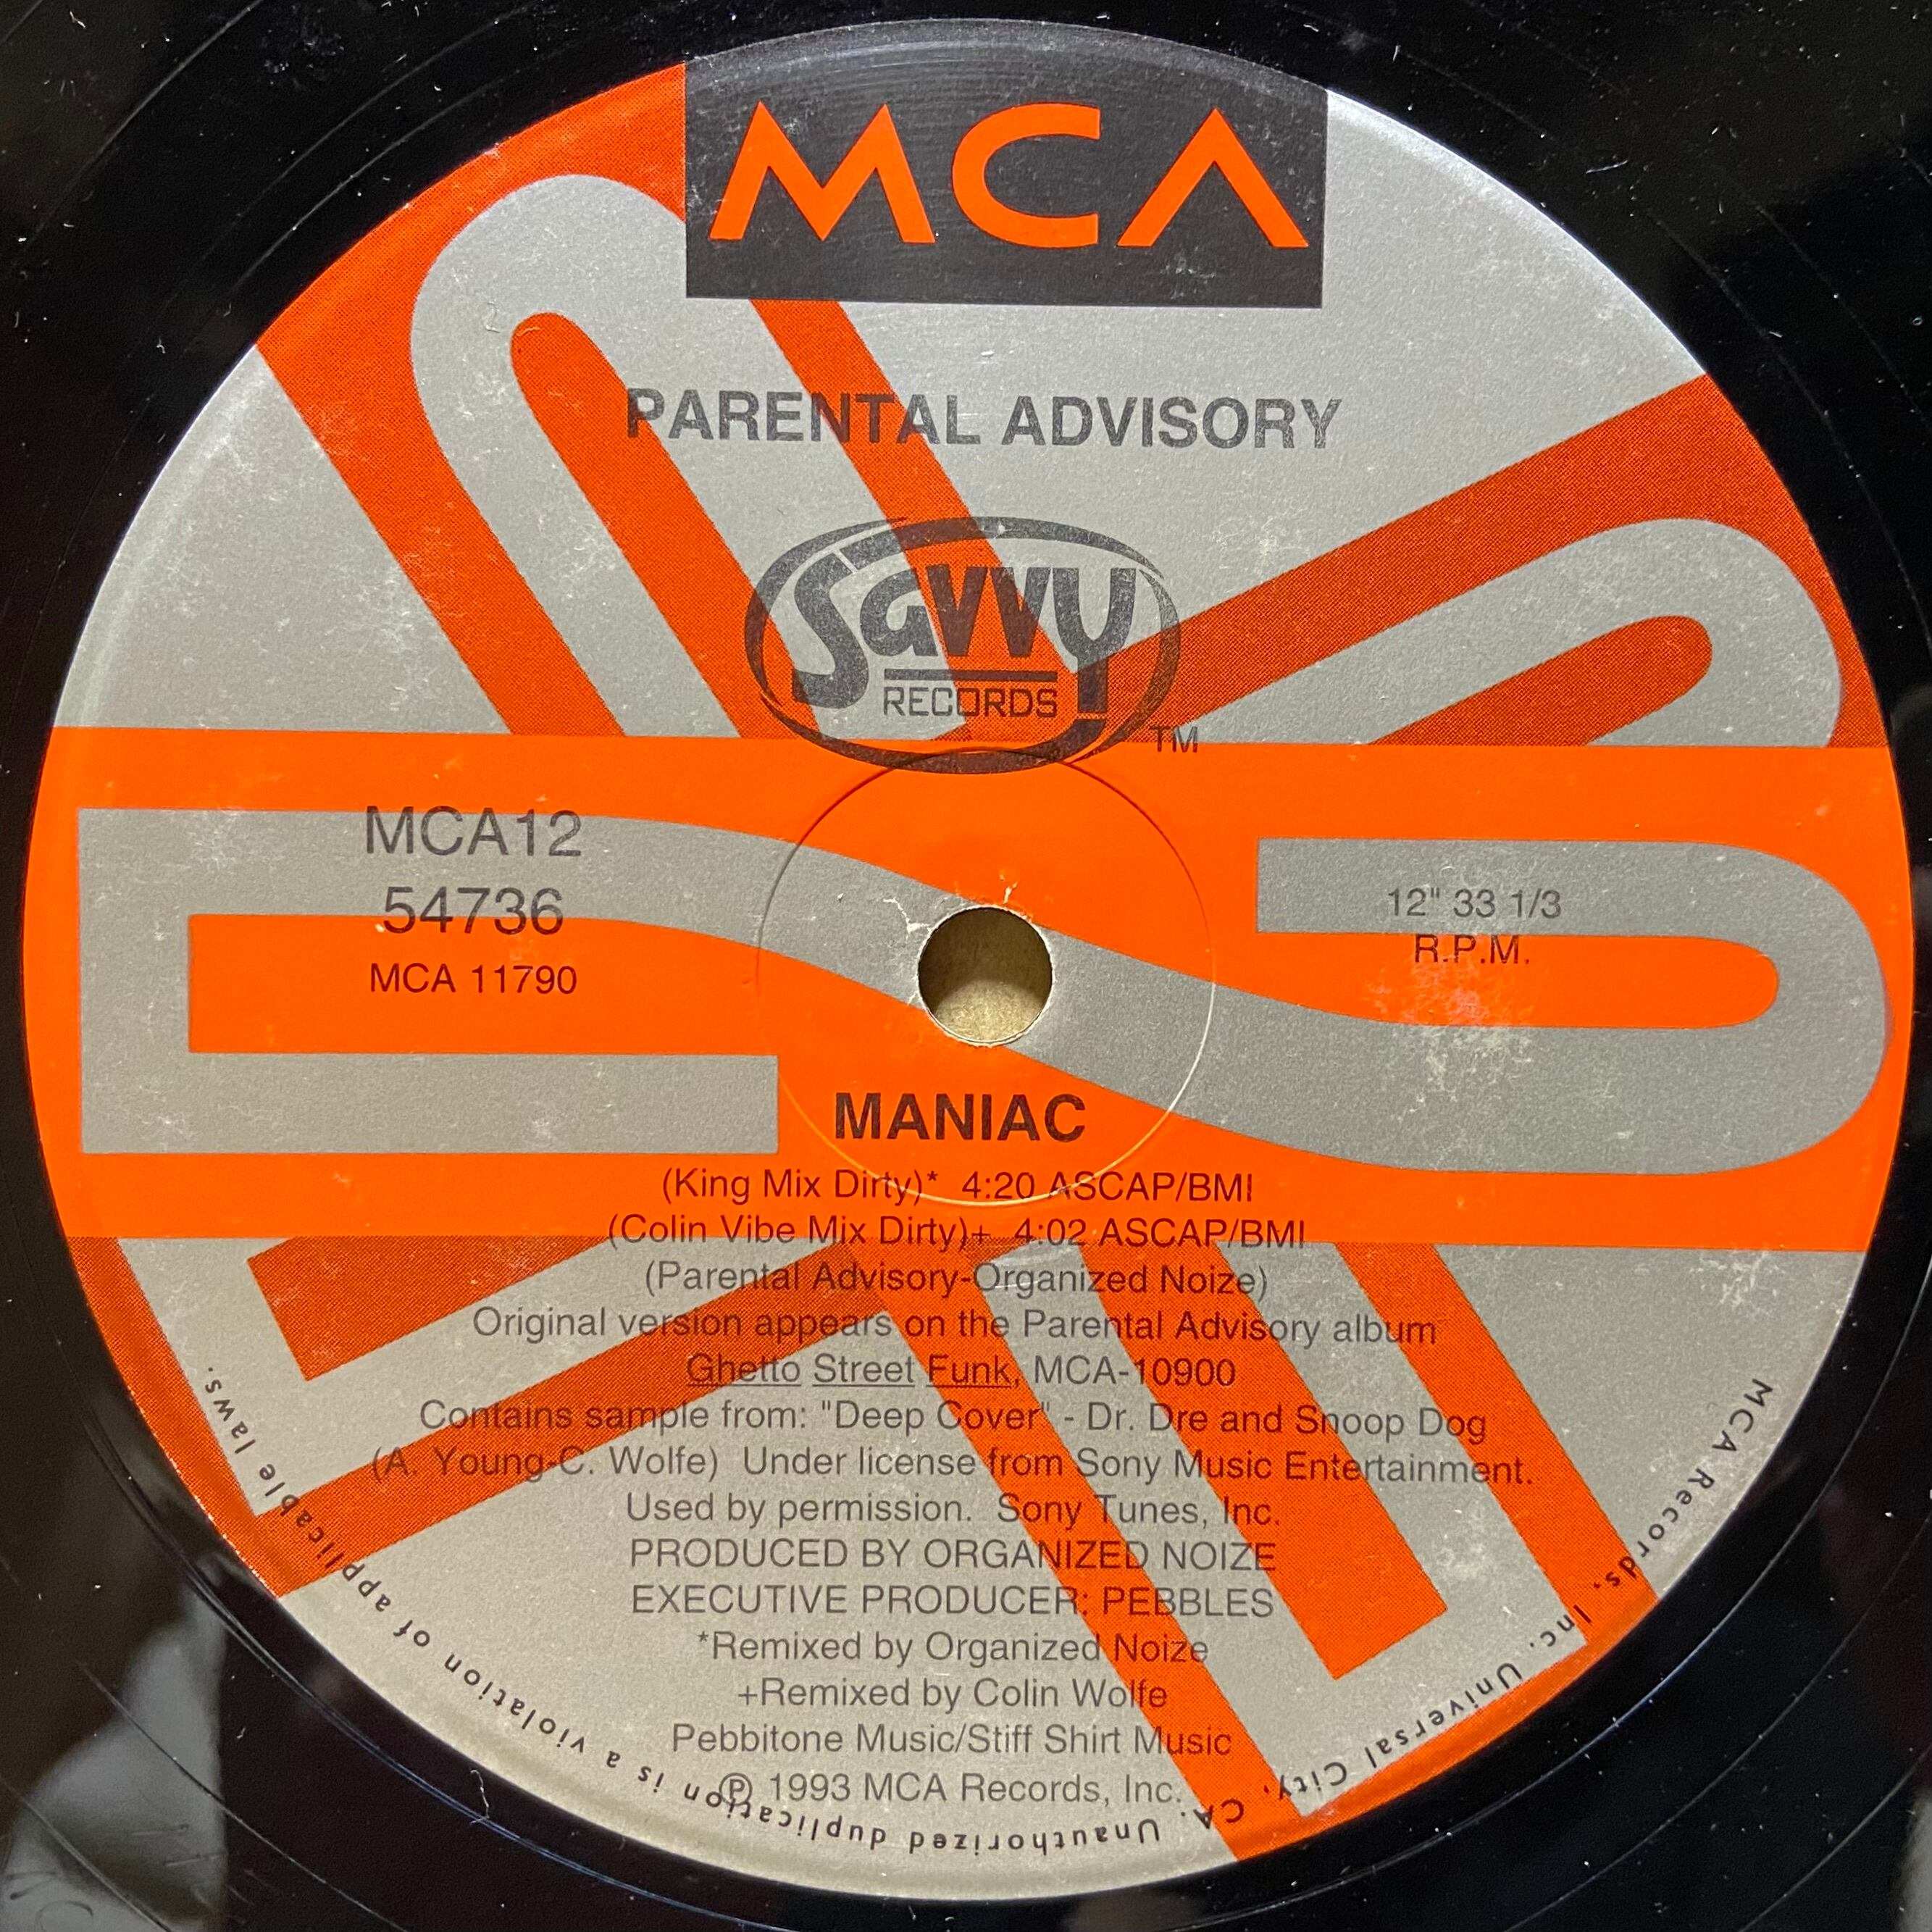 MCA
PARENTAL ADVISORY
Savvy
RECORDS
TM
MCA12
54736
MCA 11790
12" 33 1/3
R.P.M.
MANIAC
(King Mix Dirty)* 4:20 ASCAP/BMI
(Colin Vibe Mix Dirty)+ 4:02 ASCAP/BMI
(Parental Advisory-Organized Noize)
Original version appears on the Parental Advisory album
Ghetto Street Funk, MCA-10900
Contains sample from: "Deep Cover" - Dr. Dre and Snoop Dog
(A. Young-C. Wolfe) Under license from Sony Music Entertainment.
Used by permission. Sony Tunes, Inc.
PRODUCED BY ORGANIZED NOIZE
EXECUTIVE PRODUCER: PEBBLES
*Remixed by Organized Noize
+Remixed by Colin Wolfe
Pebbitone Music/Stiff Shirt Music
℗ 1993 MCA Records, Inc.
MCA Records, Inc. Universal City, CA. Unauthorized duplication is a violation of applicable laws.